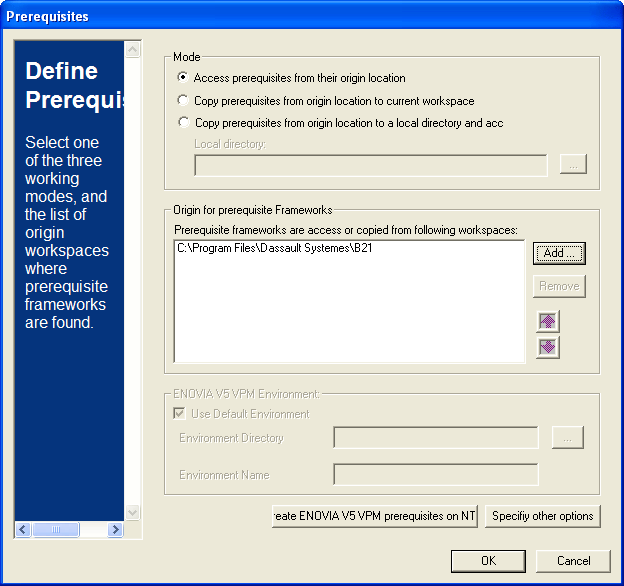 Prerequisites
Define
Prerequis
Select one
of the three
working
modes, and
the list of
origin
workspaces
where
prerequisite
frameworks
are found.
Mode
Access prerequisites from their origin location
Copy prerequisites from origin location to current workspace
Copy prerequisites from origin location to a local directory and acc
Local directory:
...
Origin for prerequisite Frameworks
Prerequisite frameworks are access or copied from following workspaces:
C:\Program Files\Dassault Systemes\B21
Add ...
Remove
ENOVIA V5 VPM Environment:
Use Default Environment
Environment Directory
...
Environment Name
reate ENOVIA V5 VPM prerequisites on NT
Specifiy other options
OK
Cancel